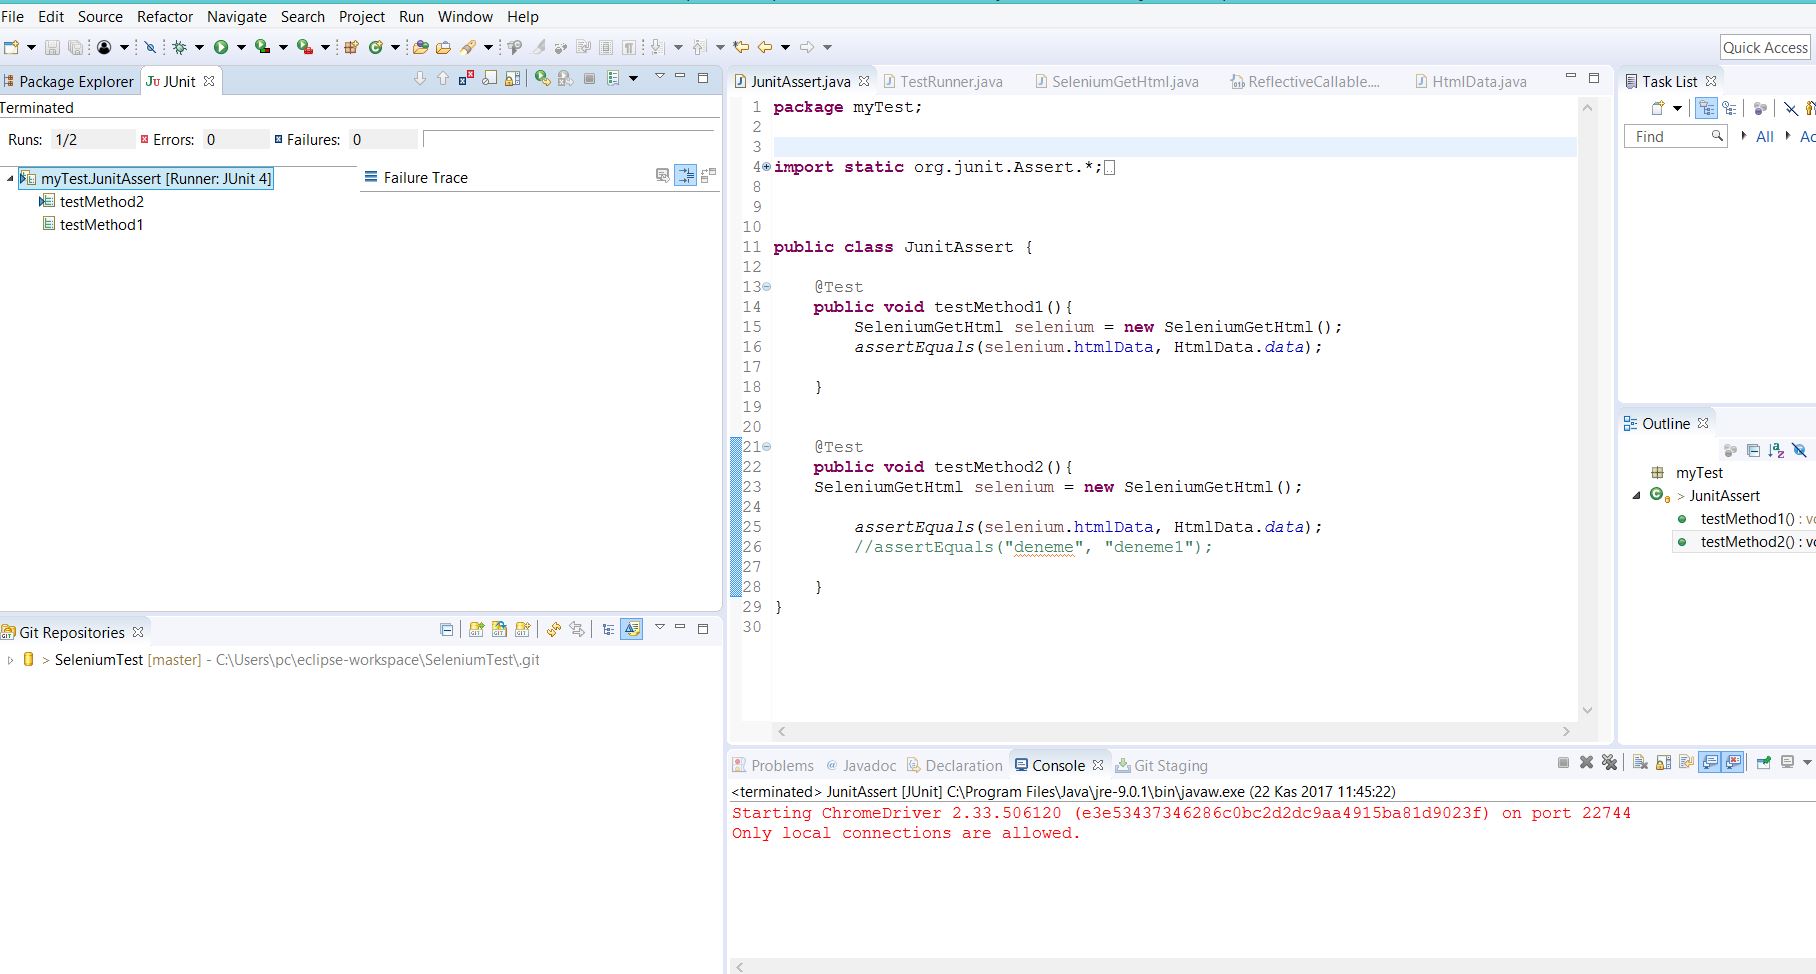 File Edit Source Refactor Navigate Search Project Run Window Help
Quick Access
Package Explorer JUnit
Terminated
Runs: 1/2 Errors: 0 Failures: 0
myTest.JunitAssert [Runner: JUnit 4]
testMethod2
testMethod1
Failure Trace
Git Repositories
> SeleniumTest [master] - C:\Users\pc\eclipse-workspace\SeleniumTest\.git
JunitAssert.java TestRunner.java SeleniumGetHtml.java ReflectiveCallable.... HtmlData.java
1 package myTest;
2
3
4 import static org.junit.Assert.*;
8
9
10
11 public class JunitAssert {
12
13 @Test
14 public void testMethod1(){
15 SeleniumGetHtml selenium = new SeleniumGetHtml();
16 assertEquals(selenium.htmlData, HtmlData.data);
17
18 }
19
20
21 @Test
22 public void testMethod2(){
23 SeleniumGetHtml selenium = new SeleniumGetHtml();
24
25 assertEquals(selenium.htmlData, HtmlData.data);
26 //assertEquals("deneme", "deneme1");
27
28 }
29 }
30
Problems Javadoc Declaration Console Git Staging
<terminated> JunitAssert [JUnit] C:\Program Files\Java\jre-9.0.1\bin\javaw.exe (22 Kas 2017 11:45:22)
Starting ChromeDriver 2.33.506120 (e3e53437346286c0bc2d2dc9aa4915ba81d9023f) on port 22744
Only local connections are allowed.
Task List
Find All Ac
Outline
myTest
> JunitAssert
testMethod1() : vo
testMethod2() : vo